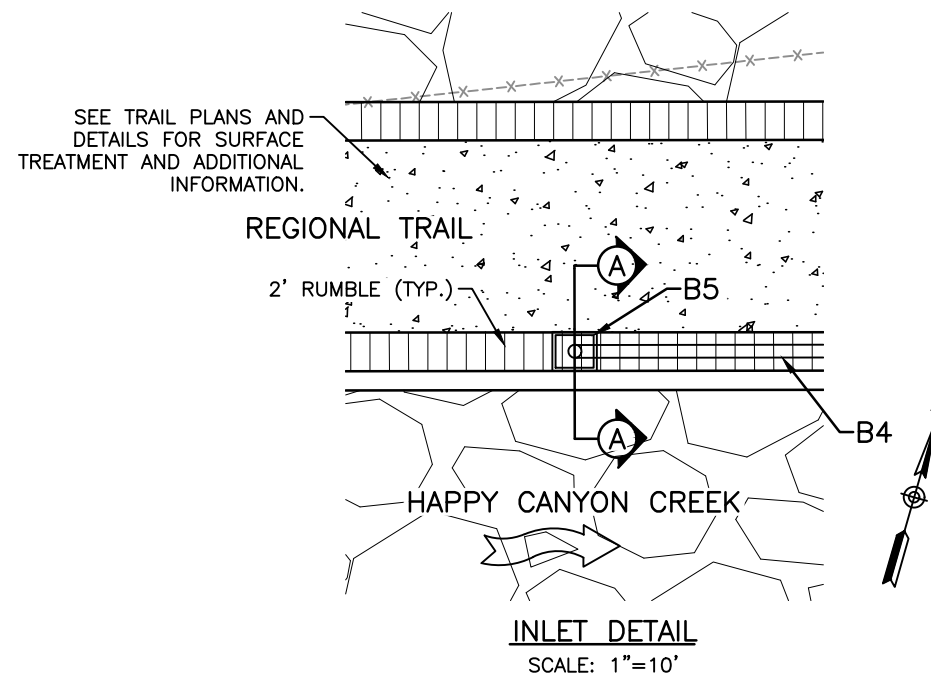 SEE TRAIL PLANS AND
DETAILS FOR SURFACE
TREATMENT AND ADDITIONAL
INFORMATION.
REGIONAL TRAIL
A
2' RUMBLE (TYP.)
B5
A
B4
HAPPY CANYON CREEK
INLET DETAIL
SCALE: 1"=10'